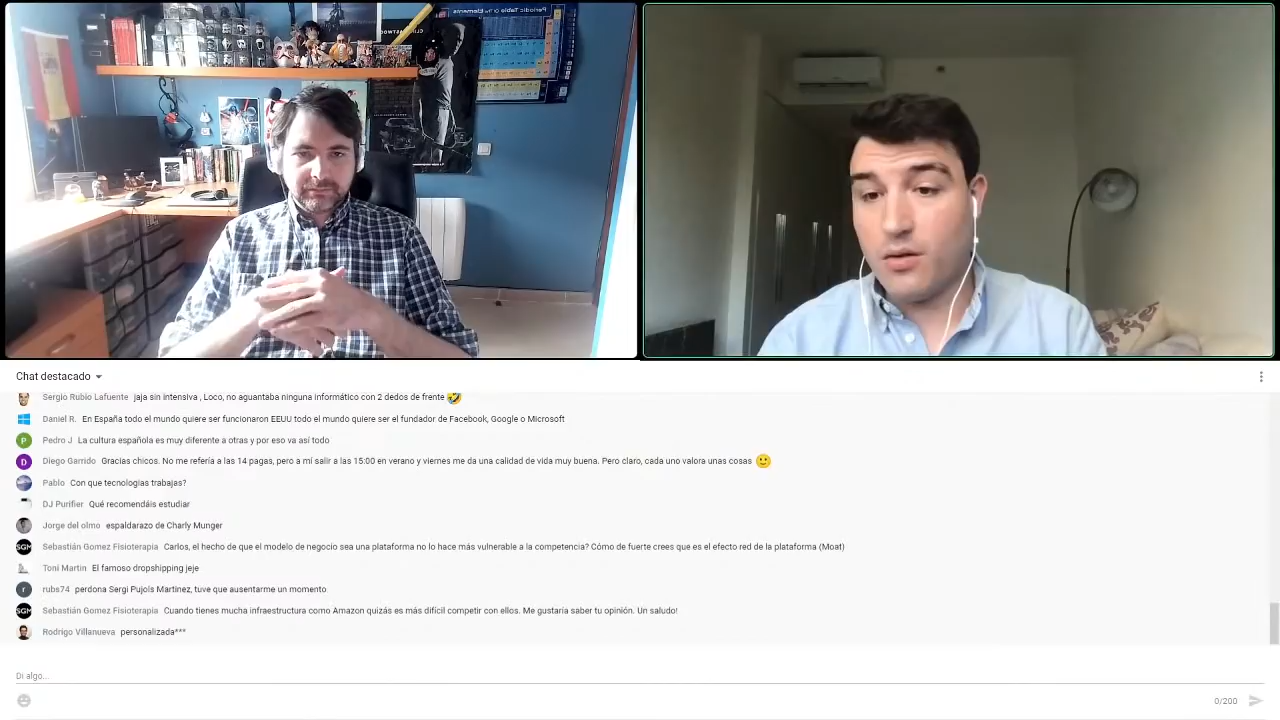 Periodic Table of the Elements
Chat destacado
Sergio Rubio Lafuente jaja sin intensiva , Loco, no aguantaba ninguna informático con 2 dedos de frente 🤣
Daniel R. En España todo el mundo quiere ser funcionaron EEUU todo el mundo quiere ser el fundador de Facebook, Google o Microsoft
P Pedro J La cultura española es muy diferente a otras y por eso va así todo
D Diego Garrido Gracias chicos. No me refería a las 14 pagas, pero a mí salir a las 15:00 en verano y viernes me da una calidad de vida muy buena. Pero claro, cada uno valora unas cosas 🙂
Pablo Con que tecnologias trabajas?
DJ Purifier Qué recomendáis estudiar
Jorge del olmo espaldarazo de Charly Munger
SGM Sebastián Gomez Fisioterapia Carlos, el hecho de que el modelo de negocio sea una plataforma no lo hace más vulnerable a la competencia? Cómo de fuerte crees que es el efecto red de la plataforma (Moat)
Toni Martin El famoso dropshipping jeje
r rubs74 perdona Sergi Pujols Martinez, tuve que ausentarme un momento
SGM Sebastián Gomez Fisioterapia Cuando tienes mucha infraestructura como Amazon quizás es más difícil competir con ellos. Me gustaría saber tu opinión. Un saludo!
Rodrigo Villanueva personalizada***
Di algo...
0/200